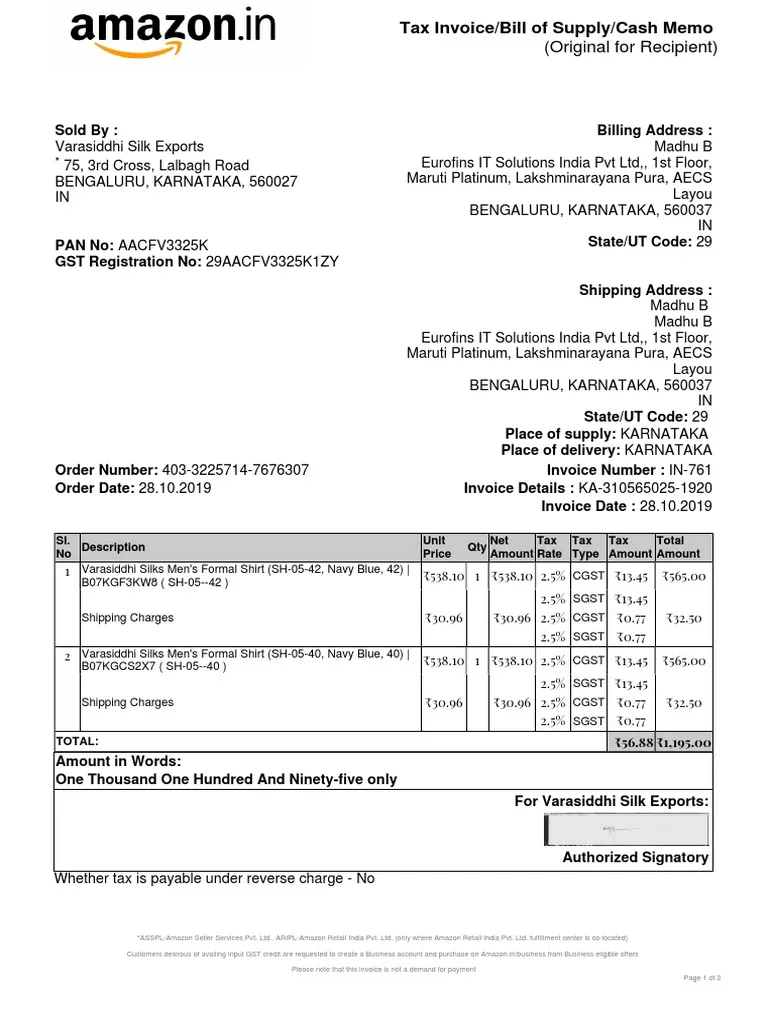 amazon.in
Tax Invoice/Bill of Supply/Cash Memo
(Original for Recipient)
Sold By :
Varasiddhi Silk Exports
* 75, 3rd Cross, Lalbagh Road
BENGALURU, KARNATAKA, 560027
IN
PAN No: AACFV3325K
GST Registration No: 29AACFV3325K1ZY
Billing Address :
Madhu B
Eurofins IT Solutions India Pvt Ltd,, 1st Floor,
Maruti Platinum, Lakshminarayana Pura, AECS
Layou
BENGALURU, KARNATAKA, 560037
IN
State/UT Code: 29
Shipping Address :
Madhu B
Madhu B
Eurofins IT Solutions India Pvt Ltd,, 1st Floor,
Maruti Platinum, Lakshminarayana Pura, AECS
Layou
BENGALURU, KARNATAKA, 560037
IN
State/UT Code: 29
Place of supply: KARNATAKA
Place of delivery: KARNATAKA
Order Number: 403-3225714-7676307
Order Date: 28.10.2019
Invoice Number : IN-761
Invoice Details : KA-310565025-1920
Invoice Date : 28.10.2019
Sl. No Description Unit Price Qty Net Amount Tax Rate Tax Type Tax Amount Total Amount
1 Varasiddhi Silks Men's Formal Shirt (SH-05-42, Navy Blue, 42) | ₹538.10 1 ₹538.10 2.5% CGST ₹13.45 ₹565.00
B07KGF3KW8 ( SH-05--42 )
2.5% SGST ₹13.45
Shipping Charges ₹30.96 ₹30.96 2.5% CGST ₹0.77 ₹32.50
2.5% SGST ₹0.77
2 Varasiddhi Silks Men's Formal Shirt (SH-05-40, Navy Blue, 40) | ₹538.10 1 ₹538.10 2.5% CGST ₹13.45 ₹565.00
B07KGCS2X7 ( SH-05--40 )
2.5% SGST ₹13.45
Shipping Charges ₹30.96 ₹30.96 2.5% CGST ₹0.77 ₹32.50
2.5% SGST ₹0.77
TOTAL: ₹56.88 ₹1,195.00
Amount in Words:
One Thousand One Hundred And Ninety-five only
For Varasiddhi Silk Exports:
Authorized Signatory
Whether tax is payable under reverse charge - No
*ASSPL-Amazon Seller Services Pvt. Ltd., ARIPL-Amazon Retail India Pvt. Ltd. (only where Amazon Retail India Pvt. Ltd. fulfillment center is co-located)
Customers desirous of availing input GST credit are requested to create a Business account and purchase on Amazon.in/business from Business eligible offers
Please note that this invoice is not a demand for payment
Page 1 of 2